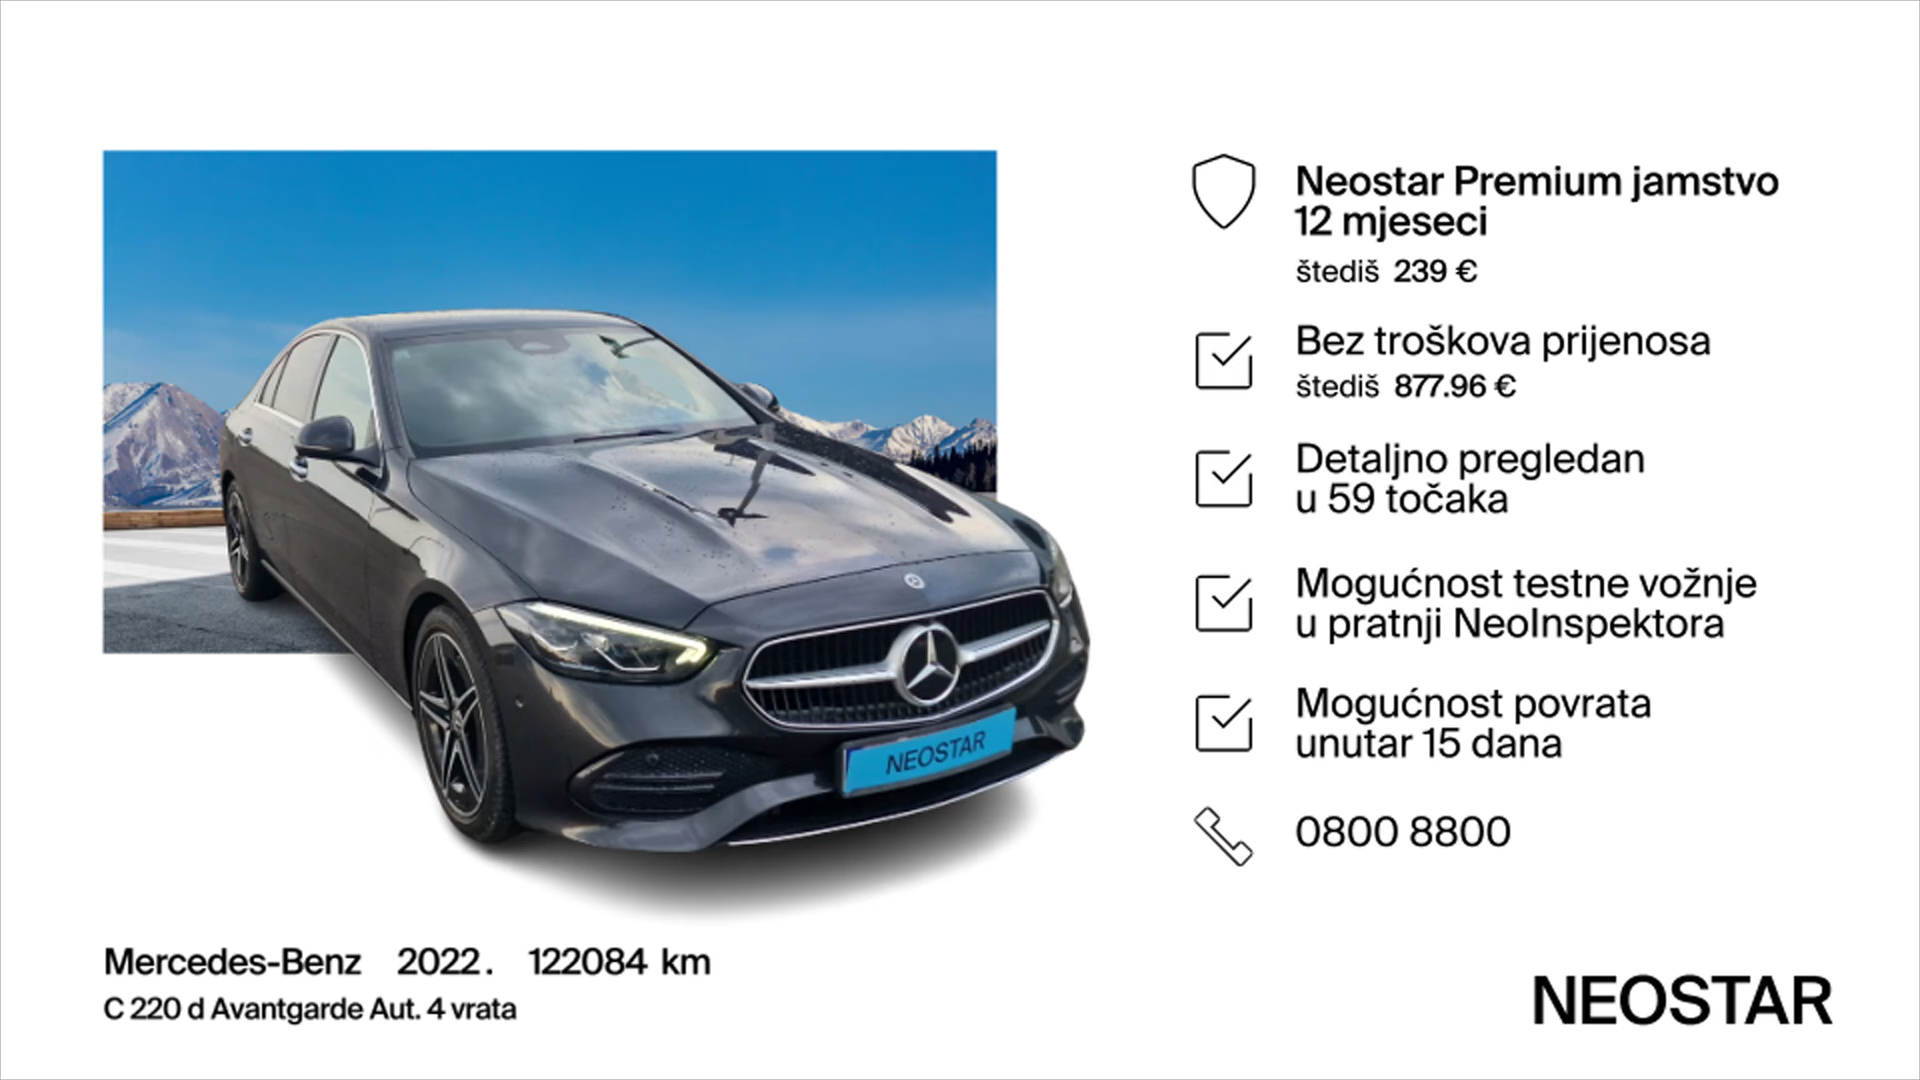 Neostar Premium jamstvo
12 mjeseci
štediš 239 €
Bez troškova prijenosa
štediš 877.96 €
Detaljno pregledan
u 59 točaka
Mogućnost testne vožnje
u pratnji NeoInspektora
Mogućnost povrata
unutar 15 dana
0800 8800
NEOSTAR
Mercedes-Benz 2022. 122084 km
C 220 d Avantgarde Aut. 4 vrata
NEOSTAR